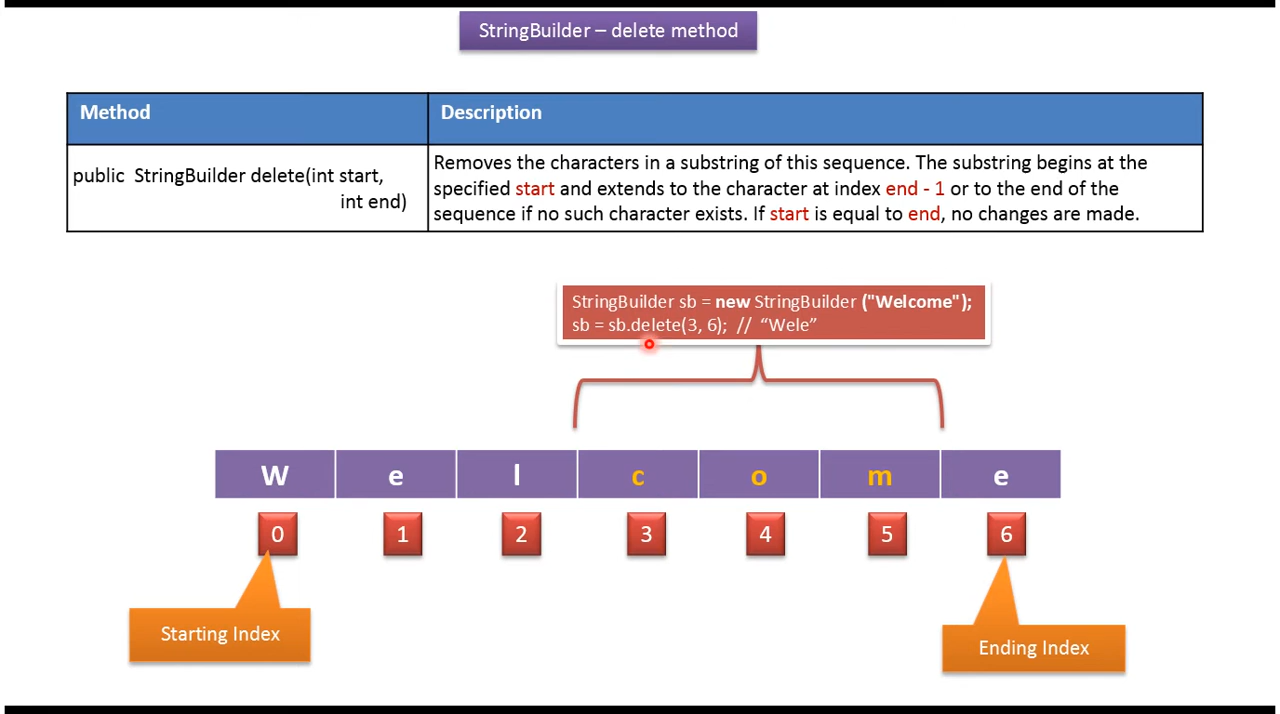 StringBuilder – delete method
Method
Description
public StringBuilder delete(int start,
int end)
Removes the characters in a substring of this sequence. The substring begins at the
specified start and extends to the character at index end - 1 or to the end of the
sequence if no such character exists. If start is equal to end, no changes are made.
StringBuilder sb = new StringBuilder ("Welcome");
sb = sb.delete(3, 6); // “Wele”
W e l c o m e
0 1 2 3 4 5 6
Starting Index
Ending Index